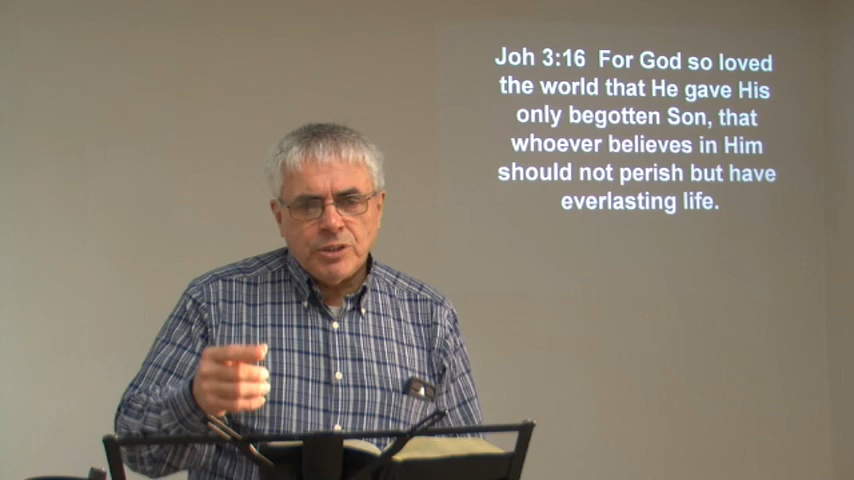 Joh 3:16 For God so loved
the world that He gave His
only begotten Son, that
whoever believes in Him
should not perish but have
everlasting life.